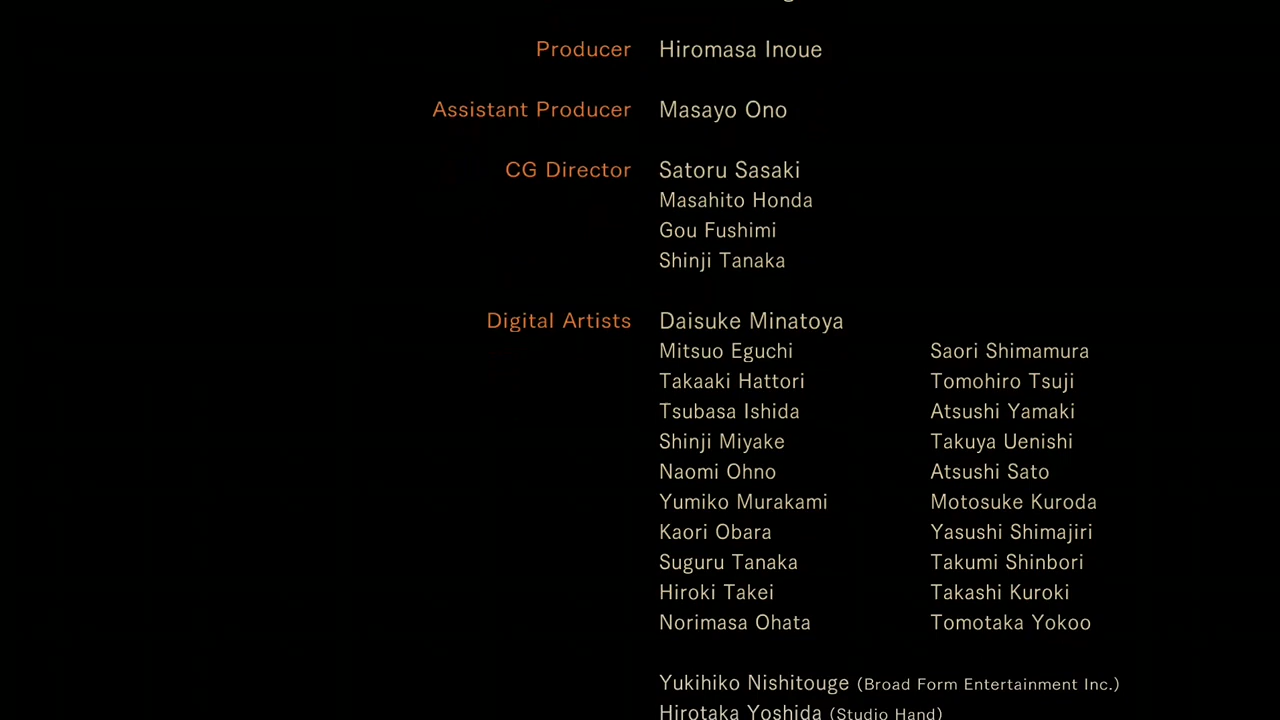 Producer Hiromasa Inoue
Assistant Producer Masayo Ono
CG Director Satoru Sasaki
Masahito Honda
Gou Fushimi
Shinji Tanaka
Digital Artists Daisuke Minatoya
Mitsuo Eguchi Saori Shimamura
Takaaki Hattori Tomohiro Tsuji
Tsubasa Ishida Atsushi Yamaki
Shinji Miyake Takuya Uenishi
Naomi Ohno Atsushi Sato
Yumiko Murakami Motosuke Kuroda
Kaori Obara Yasushi Shimajiri
Suguru Tanaka Takumi Shinbori
Hiroki Takei Takashi Kuroki
Norimasa Ohata Tomotaka Yokoo
Yukihiko Nishitouge (Broad Form Entertainment Inc.)
Hirotaka Yoshida (Studio Hand)